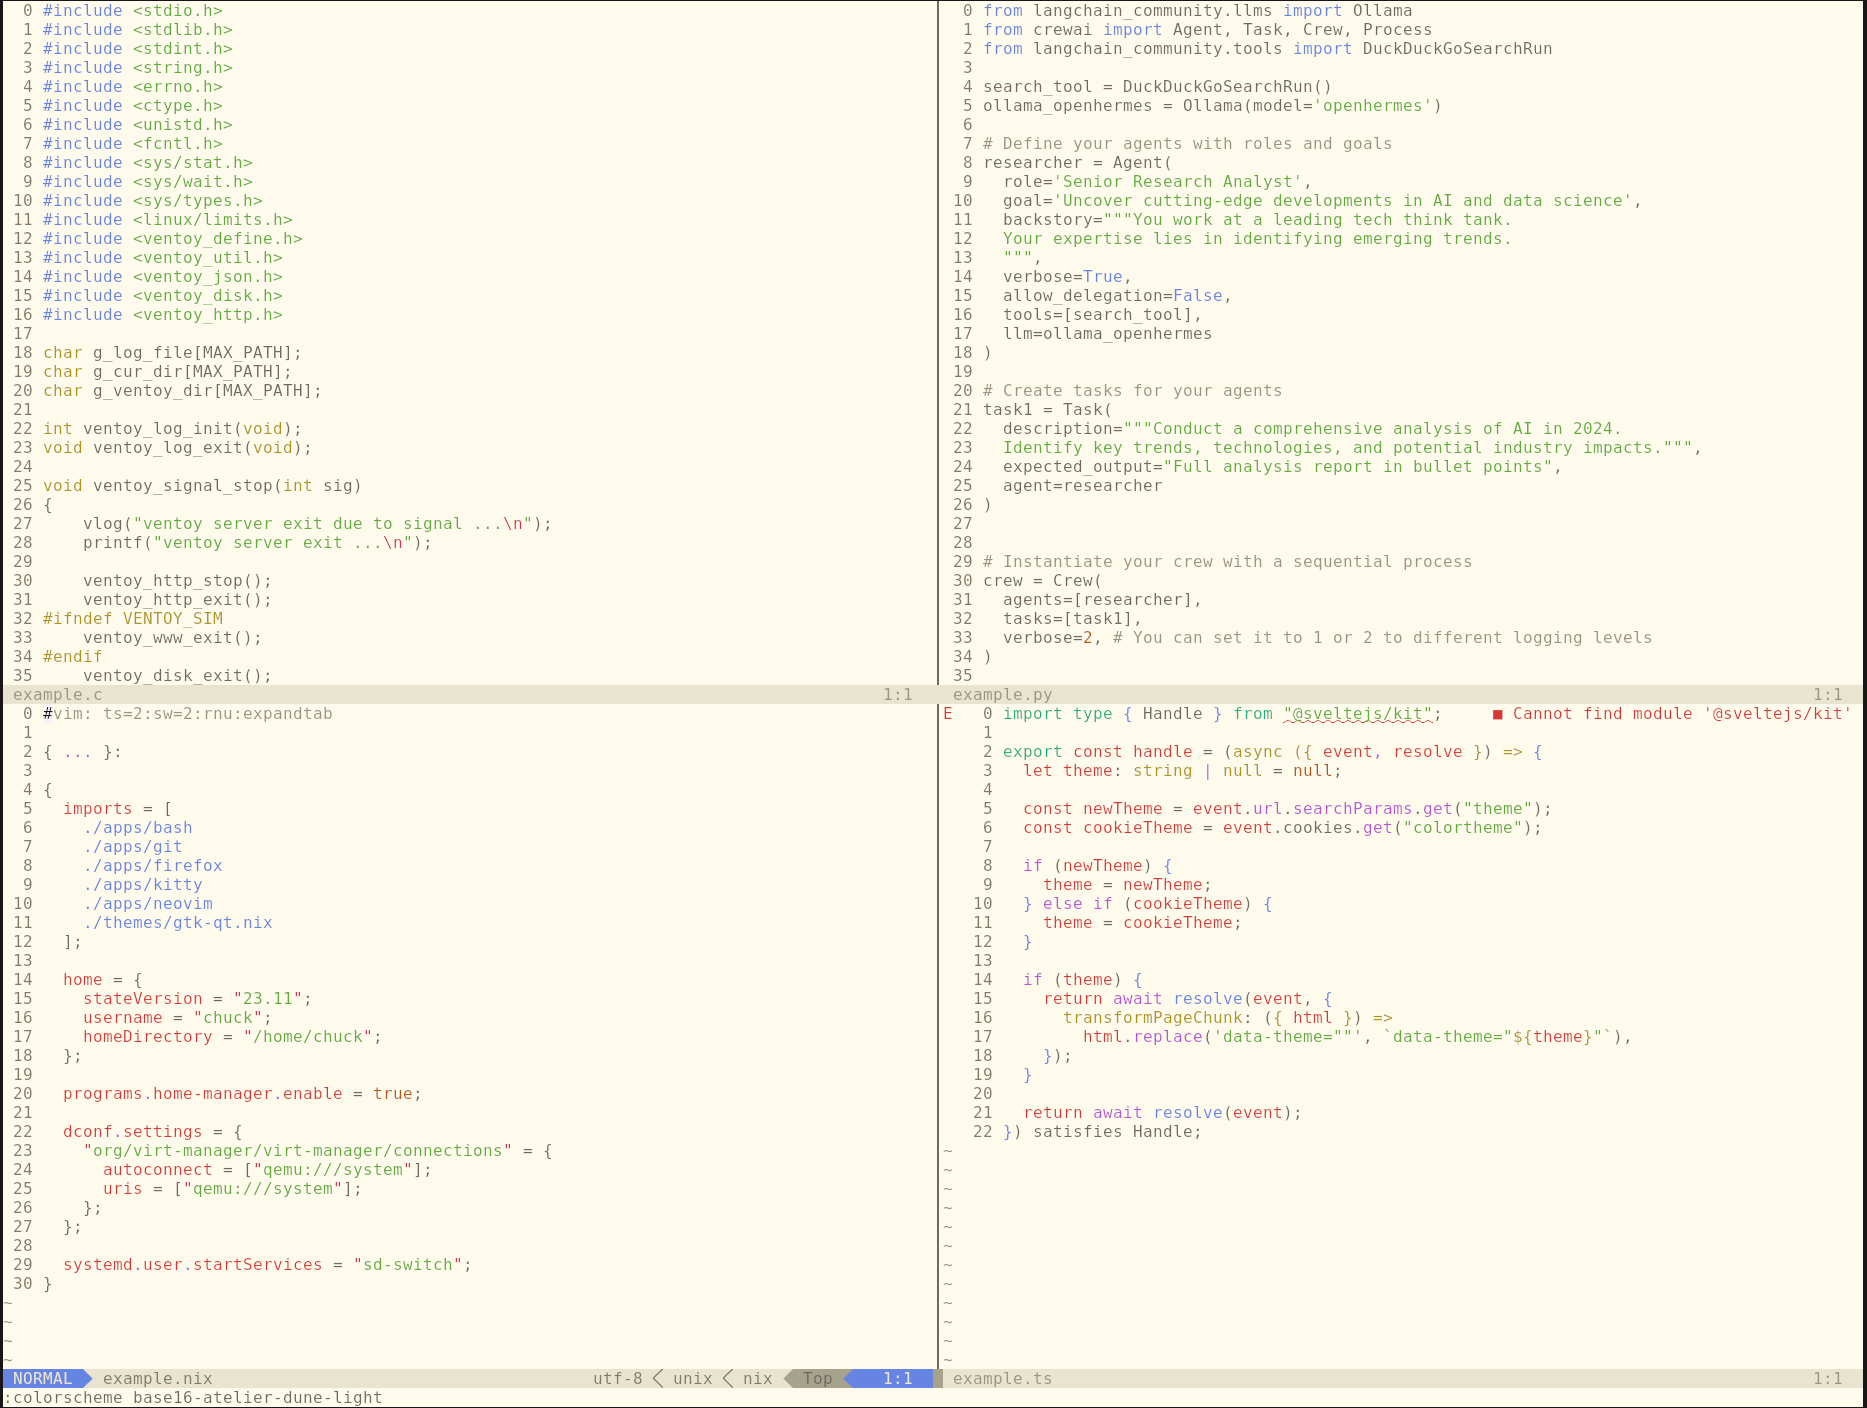 0 #include <stdio.h>
1 #include <stdlib.h>
2 #include <stdint.h>
3 #include <string.h>
4 #include <errno.h>
5 #include <ctype.h>
6 #include <unistd.h>
7 #include <fcntl.h>
8 #include <sys/stat.h>
9 #include <sys/wait.h>
10 #include <sys/types.h>
11 #include <linux/limits.h>
12 #include <ventoy_define.h>
13 #include <ventoy_util.h>
14 #include <ventoy_json.h>
15 #include <ventoy_disk.h>
16 #include <ventoy_http.h>
17
18 char g_log_file[MAX_PATH];
19 char g_cur_dir[MAX_PATH];
20 char g_ventoy_dir[MAX_PATH];
21
22 int ventoy_log_init(void);
23 void ventoy_log_exit(void);
24
25 void ventoy_signal_stop(int sig)
26 {
27     vlog("ventoy server exit due to signal ...\n");
28     printf("ventoy server exit ...\n");
29
30     ventoy_http_stop();
31     ventoy_http_exit();
32 #ifndef VENTOY_SIM
33     ventoy_www_exit();
34 #endif
35     ventoy_disk_exit();
example.c 1:1
0 from langchain_community.llms import Ollama
1 from crewai import Agent, Task, Crew, Process
2 from langchain_community.tools import DuckDuckGoSearchRun
3
4 search_tool = DuckDuckGoSearchRun()
5 ollama_openhermes = Ollama(model='openhermes')
6
7 # Define your agents with roles and goals
8 researcher = Agent(
9   role='Senior Research Analyst',
10   goal='Uncover cutting-edge developments in AI and data science',
11   backstory="""You work at a leading tech think tank.
12   Your expertise lies in identifying emerging trends.
13   """,
14   verbose=True,
15   allow_delegation=False,
16   tools=[search_tool],
17   llm=ollama_openhermes
18 )
19
20 # Create tasks for your agents
21 task1 = Task(
22   description="""Conduct a comprehensive analysis of AI in 2024.
23   Identify key trends, technologies, and potential industry impacts.""",
24   expected_output="Full analysis report in bullet points",
25   agent=researcher
26 )
27
28
29 # Instantiate your crew with a sequential process
30 crew = Crew(
31   agents=[researcher],
32   tasks=[task1],
33   verbose=2, # You can set it to 1 or 2 to different logging levels
34 )
35
example.py 1:1
0 #vim: ts=2:sw=2:rnu:expandtab
1
2 { ... }:
3
4 {
5   imports = [
6     ./apps/bash
7     ./apps/git
8     ./apps/firefox
9     ./apps/kitty
10     ./apps/neovim
11     ./themes/gtk-qt.nix
12   ];
13
14   home = {
15     stateVersion = "23.11";
16     username = "chuck";
17     homeDirectory = "/home/chuck";
18   };
19
20   programs.home-manager.enable = true;
21
22   dconf.settings = {
23     "org/virt-manager/virt-manager/connections" = {
24       autoconnect = ["qemu:///system"];
25       uris = ["qemu:///system"];
26     };
27   };
28
29   systemd.user.startServices = "sd-switch";
30 }
~
~
~
~
NORMAL example.nix utf-8 unix nix Top 1:1
E 0 import type { Handle } from "@sveltejs/kit"; ■ Cannot find module '@sveltejs/kit'
1
2 export const handle = (async ({ event, resolve }) => {
3   let theme: string | null = null;
4
5   const newTheme = event.url.searchParams.get("theme");
6   const cookieTheme = event.cookies.get("colortheme");
7
8   if (newTheme) {
9     theme = newTheme;
10   } else if (cookieTheme) {
11     theme = cookieTheme;
12   }
13
14   if (theme) {
15     return await resolve(event, {
16       transformPageChunk: ({ html }) =>
17         html.replace('data-theme=""', `data-theme="${theme}"`),
18     });
19   }
20
21   return await resolve(event);
22 }) satisfies Handle;
~
~
~
~
~
~
~
~
~
~
~
~
example.ts 1:1
:colorscheme base16-atelier-dune-light